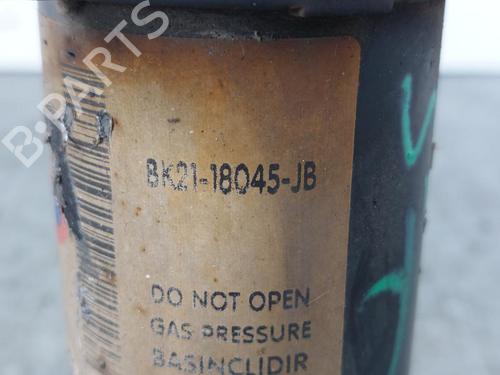 B-PARTS
BK21-18045-JB
DO NOT OPEN
GAS PRESSURE
BASINCLIDIR